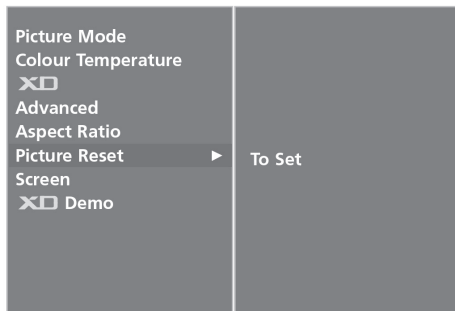 Picture Mode
Colour Temperature
XD
Advanced
Aspect Ratio
Picture Reset ►
To Set
Screen
XD Demo